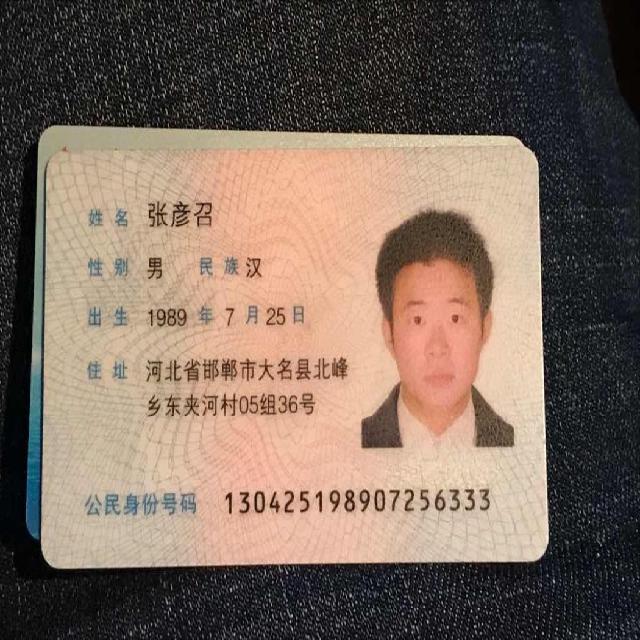 姓名 张彦召
性别 男 民族 汉
出生 1989 年 7 月 25 日
住址 河北省邯郸市大名县北峰
乡东夹河村05组36号
公民身份号码 130425198907256333